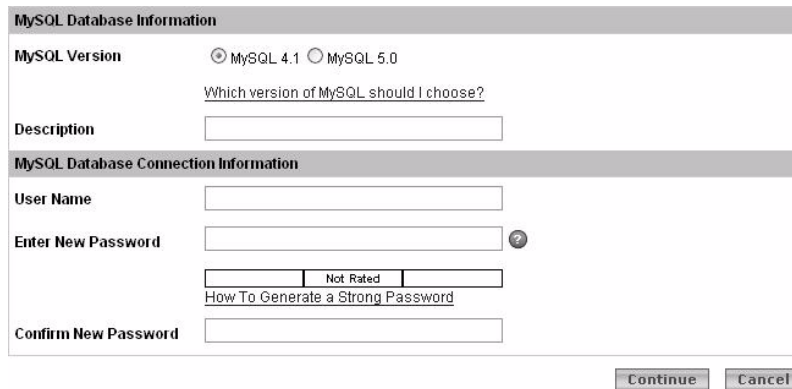 MySQL Database Information
MySQL Version MySQL 4.1 MySQL 5.0
Which version of MySQL should I choose?
Description
MySQL Database Connection Information
User Name
Enter New Password ?
Not Rated
How To Generate a Strong Password
Confirm New Password
Continue Cancel